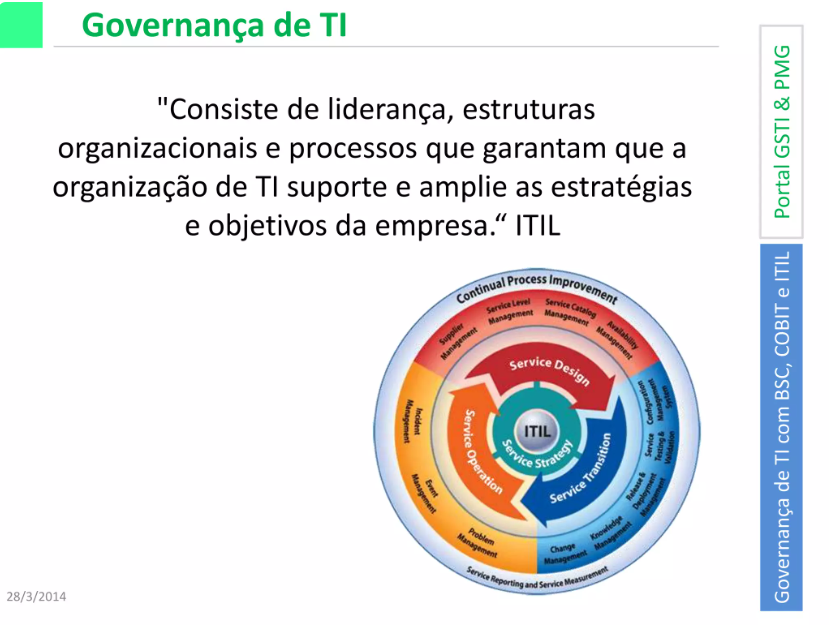 Governança de TI
"Consiste de liderança, estruturas
organizacionais e processos que garantam que a
organização de TI suporte e amplie as estratégias
e objetivos da empresa.“ ITIL
Continual Process Improvement
Supplier
Management
Service Level
Management
Service Catalog
Management
Availability
Management
Service Design
Configuration
Management
System
Service
Testing &
Validation
Release &
Deployment
Management
Knowledge
Management
Change
Management
Service Transition
Incident
Management
Event
Management
Problem
Management
Service Operation
ITIL
Service Strategy
Service Reporting and Service Measurement
28/3/2014
Portal GSTI & PMG
Governança de TI com BSC, COBIT e ITIL